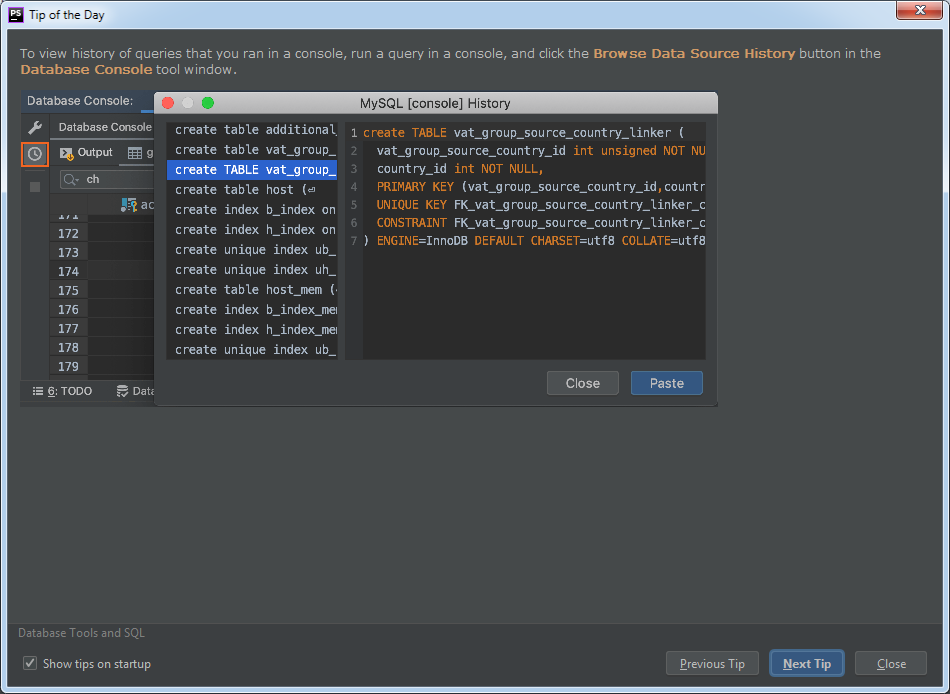 PS Tip of the Day
To view history of queries that you ran in a console, run a query in a console, and click the Browse Data Source History button in the
Database Console tool window.
Database Console:
MySQL [console] History
Database Console
Output
g
ch
ac
171
172
173
174
175
176
177
178
179
6: TODO
Data
create table additional_
create table vat_group_
create TABLE vat_group_
create table host (⏎
create index b_index on
create index h_index on
create unique index ub_
create unique index uh_
create table host_mem (
create index b_index_me
create index h_index_me
create unique index ub_
1 create TABLE vat_group_source_country_linker (
2 vat_group_source_country_id int unsigned NOT NU
3 country_id int NOT NULL,
4 PRIMARY KEY (vat_group_source_country_id,countr
5 UNIQUE KEY FK_vat_group_source_country_linker_c
6 CONSTRAINT FK_vat_group_source_country_linker_c
7 ) ENGINE=InnoDB DEFAULT CHARSET=utf8 COLLATE=utf8
Close
Paste
Database Tools and SQL
Show tips on startup
Previous Tip
Next Tip
Close